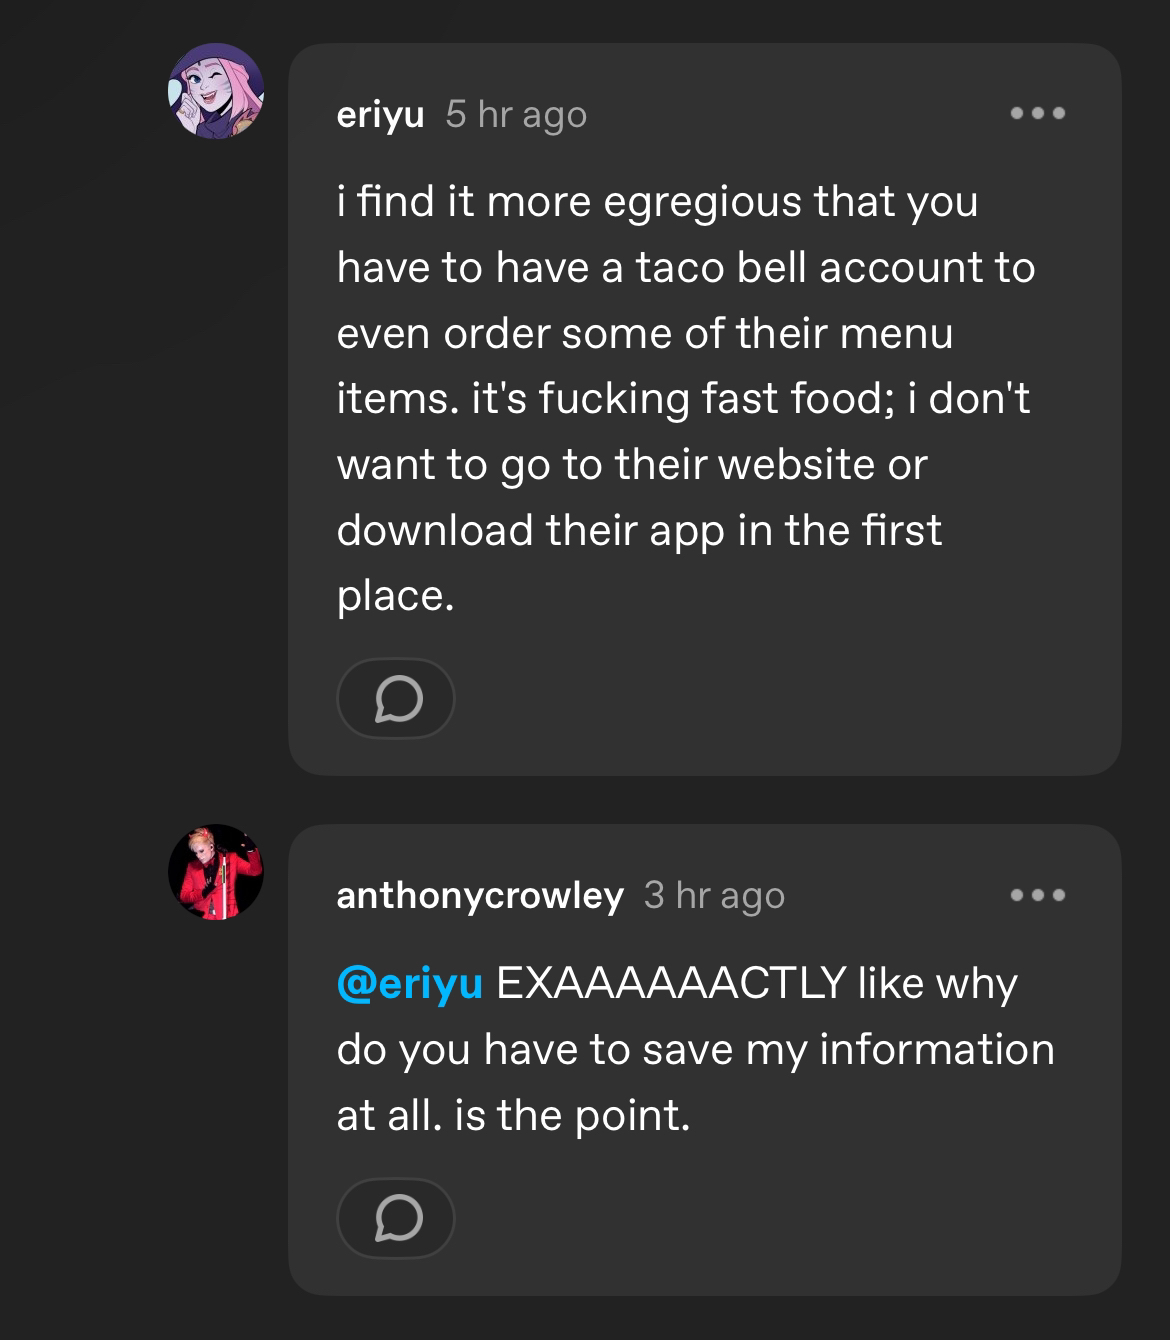 eriyu 5 hr ago
i find it more egregious that you
have to have a taco bell account to
even order some of their menu
items. it's fucking fast food; i don't
want to go to their website or
download their app in the first
place.
anthonycrowley 3 hr ago
@eriyu EXAAAAAACTLY like why
do you have to save my information
at all. is the point.